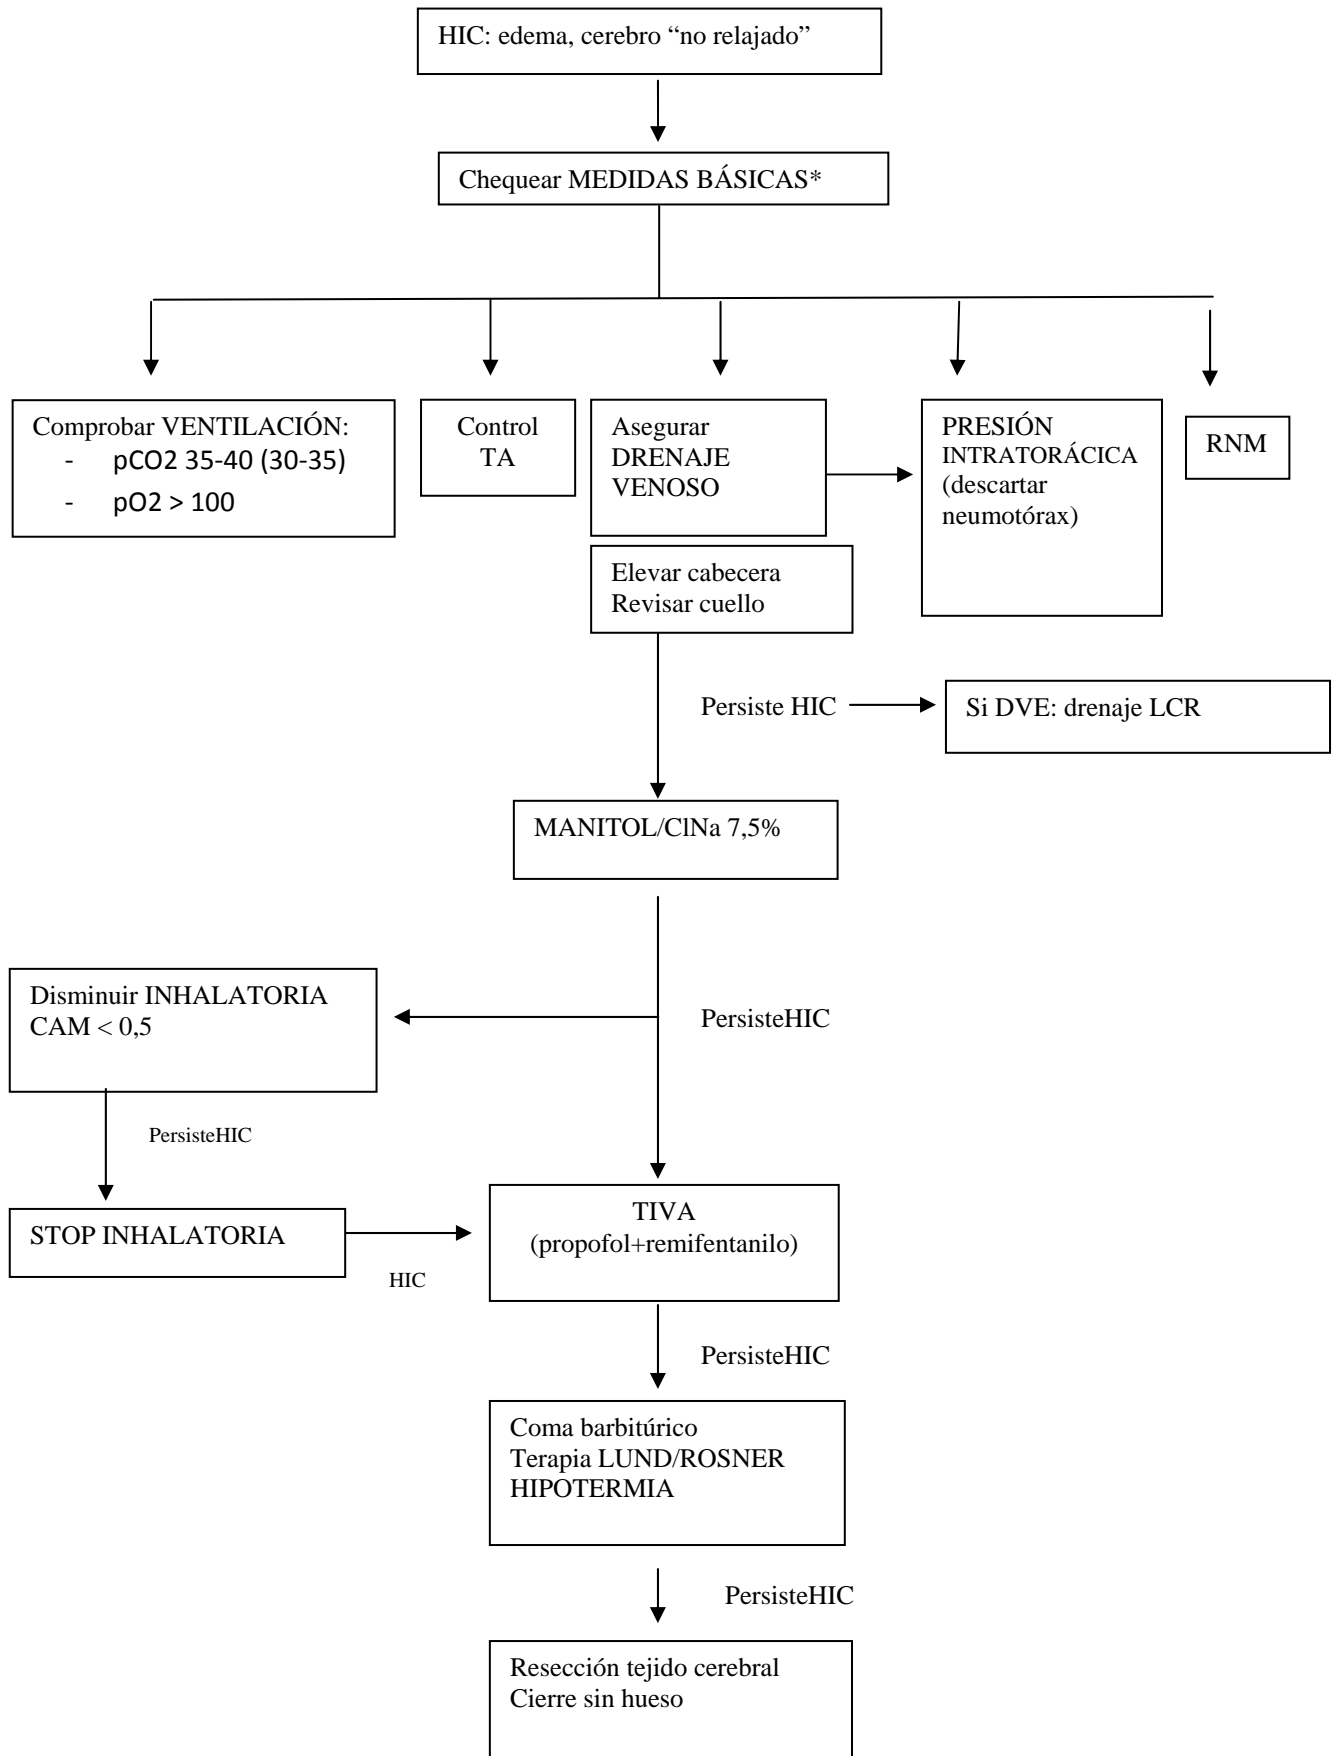 HIC: edema, cerebro “no relajado”
Chequear MEDIDAS BÁSICAS*
Comprobar VENTILACIÓN:
- pCO2 35-40 (30-35)
- pO2 > 100
Control
TA
Asegurar
DRENAJE
VENOSO
PRESIÓN
INTRATORÁCICA
(descartar
neumotórax)
RNM
Elevar cabecera
Revisar cuello
Persiste HIC
Si DVE: drenaje LCR
MANITOL/ClNa 7,5%
Disminuir INHALATORIA
CAM < 0,5
PersisteHIC
PersisteHIC
STOP INHALATORIA
HIC
TIVA
(propofol+remifentanilo)
PersisteHIC
Coma barbitúrico
Terapia LUND/ROSNER
HIPOTERMIA
PersisteHIC
Resección tejido cerebral
Cierre sin hueso